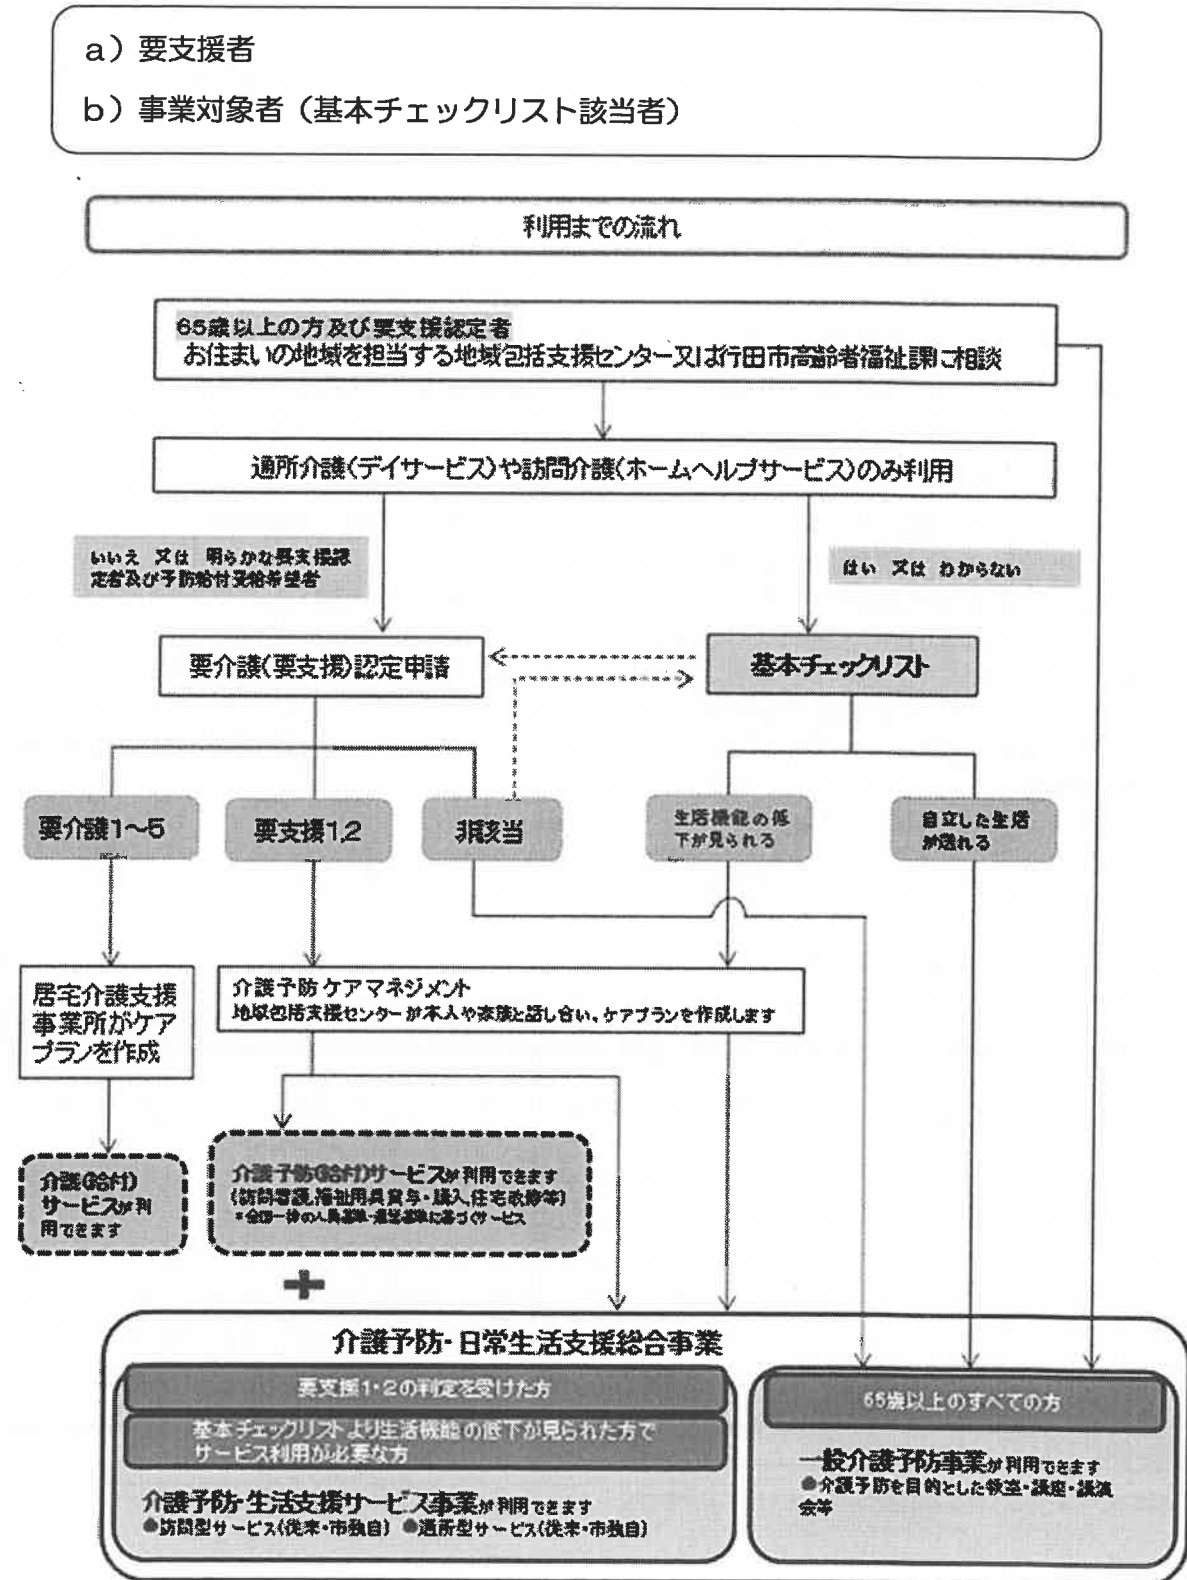 a）要支援者
b）事業対象者（基本チェックリスト該当者）
利用までの流れ
65歳以上の方及び要支援認定者
お住まいの地域を担当する地域包括支援センター又は行田市高齢者福祉課に相談
通所介護(デイサービス)や訪問介護(ホームヘルプサービス)のみ利用
いいえ 又は 明らかな要支援認
定者及び予防給付受給希望者
はい 又は わからない
要介護(要支援)認定申請
基本チェックリスト
要介護1～5
要支援1,2
非該当
生活機能の低
下が見られる
自立した生活
が送れる
居宅介護支援
事業所がケア
プランを作成
介護予防ケアマネジメント
地域包括支援センターが本人や家族と話し合い、ケアプランを作成します
介護(給付)
サービスが利
用できます
介護予防(給付)サービスが利用できます
(訪問看護,福祉用具貸与・購入,住宅改修等)
*全国一律の人員基準・運営基準に基づくサービス
+
介護予防・日常生活支援総合事業
要支援1・2の判定を受けた方
基本チェックリストより生活機能の低下が見られた方で
サービス利用が必要な方
介護予防・生活支援サービス事業が利用できます
●訪問型サービス(従来・市独自) ●通所型サービス(従来・市独自)
65歳以上のすべての方
一般介護予防事業が利用できます
●介護予防を目的とした教室・講座・講演
会等